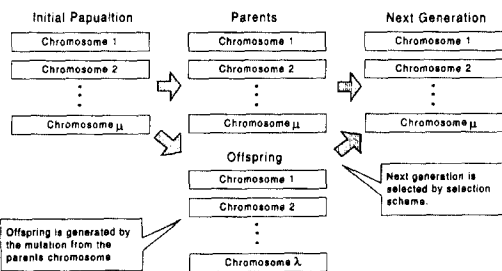 Initial Papualtion
Chromosome 1
Chromosome 2
Chromosome μ
Parents
Chromosome 1
Chromosome 2
Chromosome μ
Next Generation
Chromosome 1
Chromosome 2
Chromosome μ
Offspring
Chromosome 1
Chromosome 2
Chromosome λ
Offspring is generated by
the mutation from the
parents chromosome
Next generation is
selected by selection
scheme.